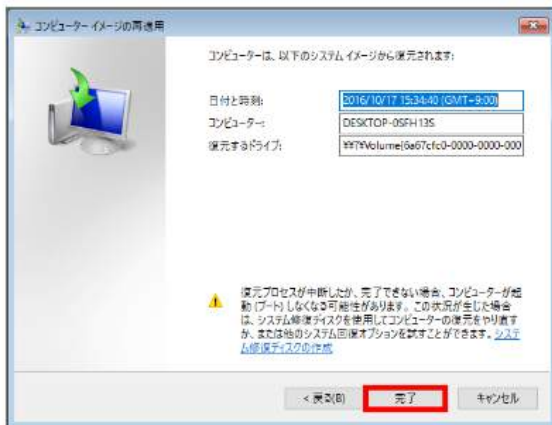 コンピューター イメージの再適用
コンピューターは、以下のシステム イメージから復元されます:
日付と時刻: 2016/10/17 15:34:40 (GMT+9:00)
コンピューター: DESKTOP-0SFH13S
復元するドライブ: ¥¥?¥Volume{6a67cfc0-0000-0000-000
復元プロセスが中断したか、完了できない場合、コンピューターが起
動 (ブート) しなくなる可能性があります。この状況が生じた場合
は、システム修復ディスクを使用してコンピューターの復元をやり直す
か、または他のシステム回復オプションを試すことができます。システ
ム修復ディスクの作成
< 戻る(B) 完了 キャンセル